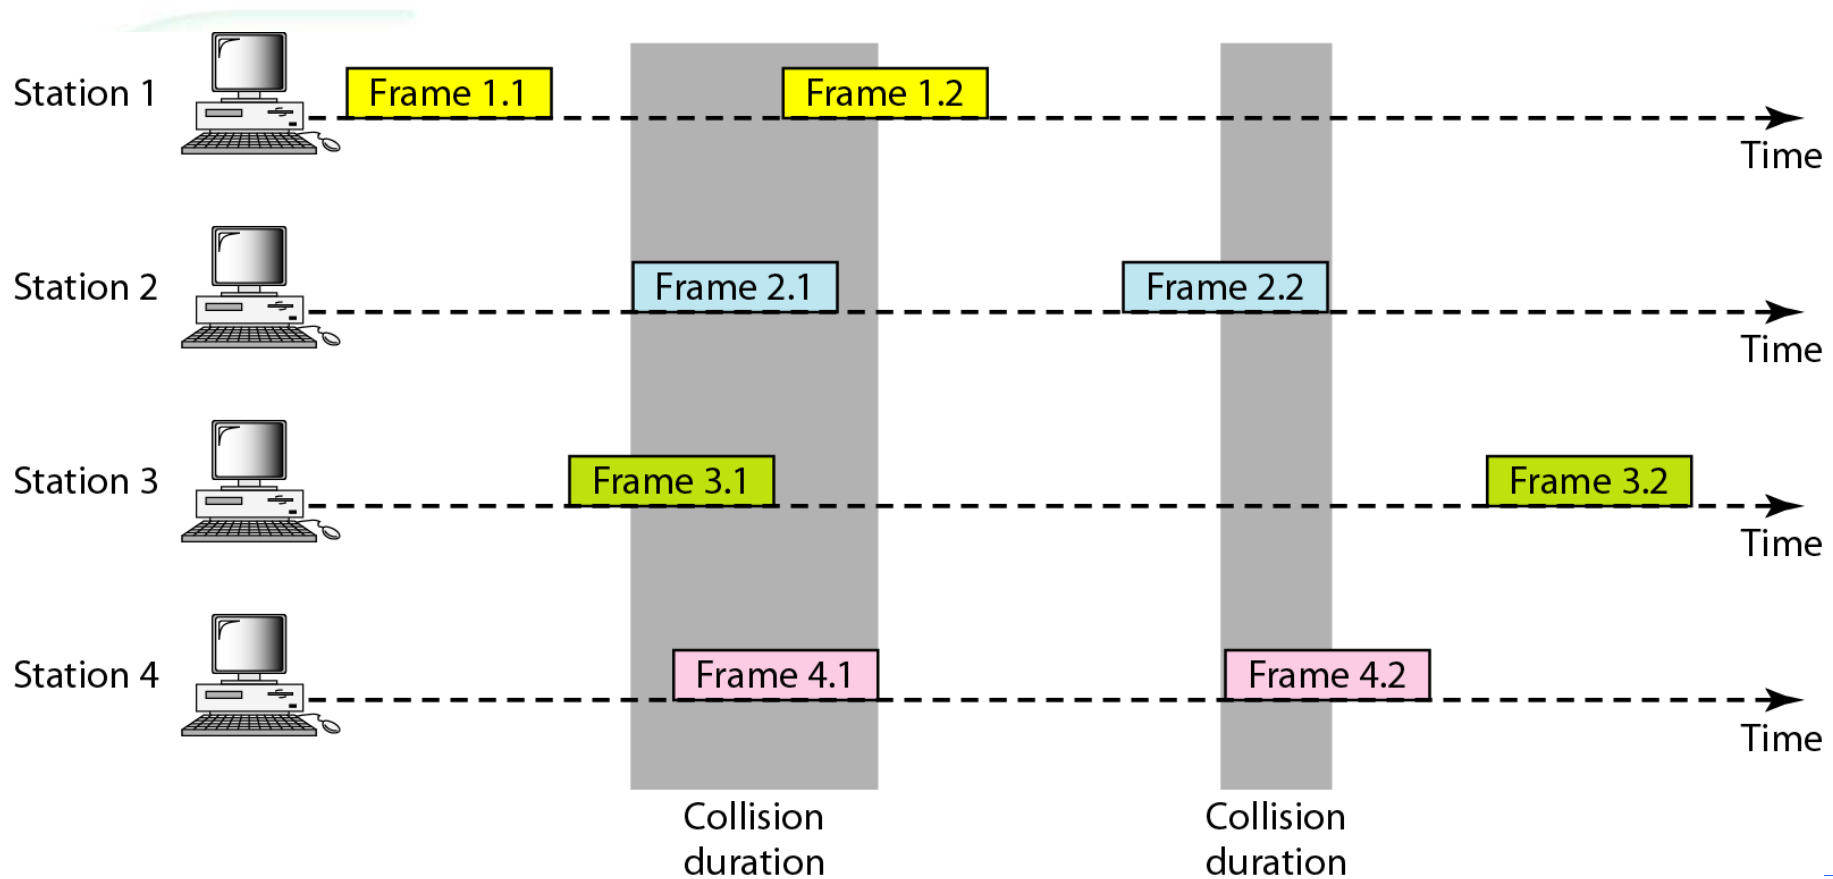 Station 1
Frame 1.1
Frame 1.2
Time
Station 2
Frame 2.1
Frame 2.2
Time
Station 3
Frame 3.1
Frame 3.2
Time
Station 4
Frame 4.1
Frame 4.2
Time
Collision
duration
Collision
duration